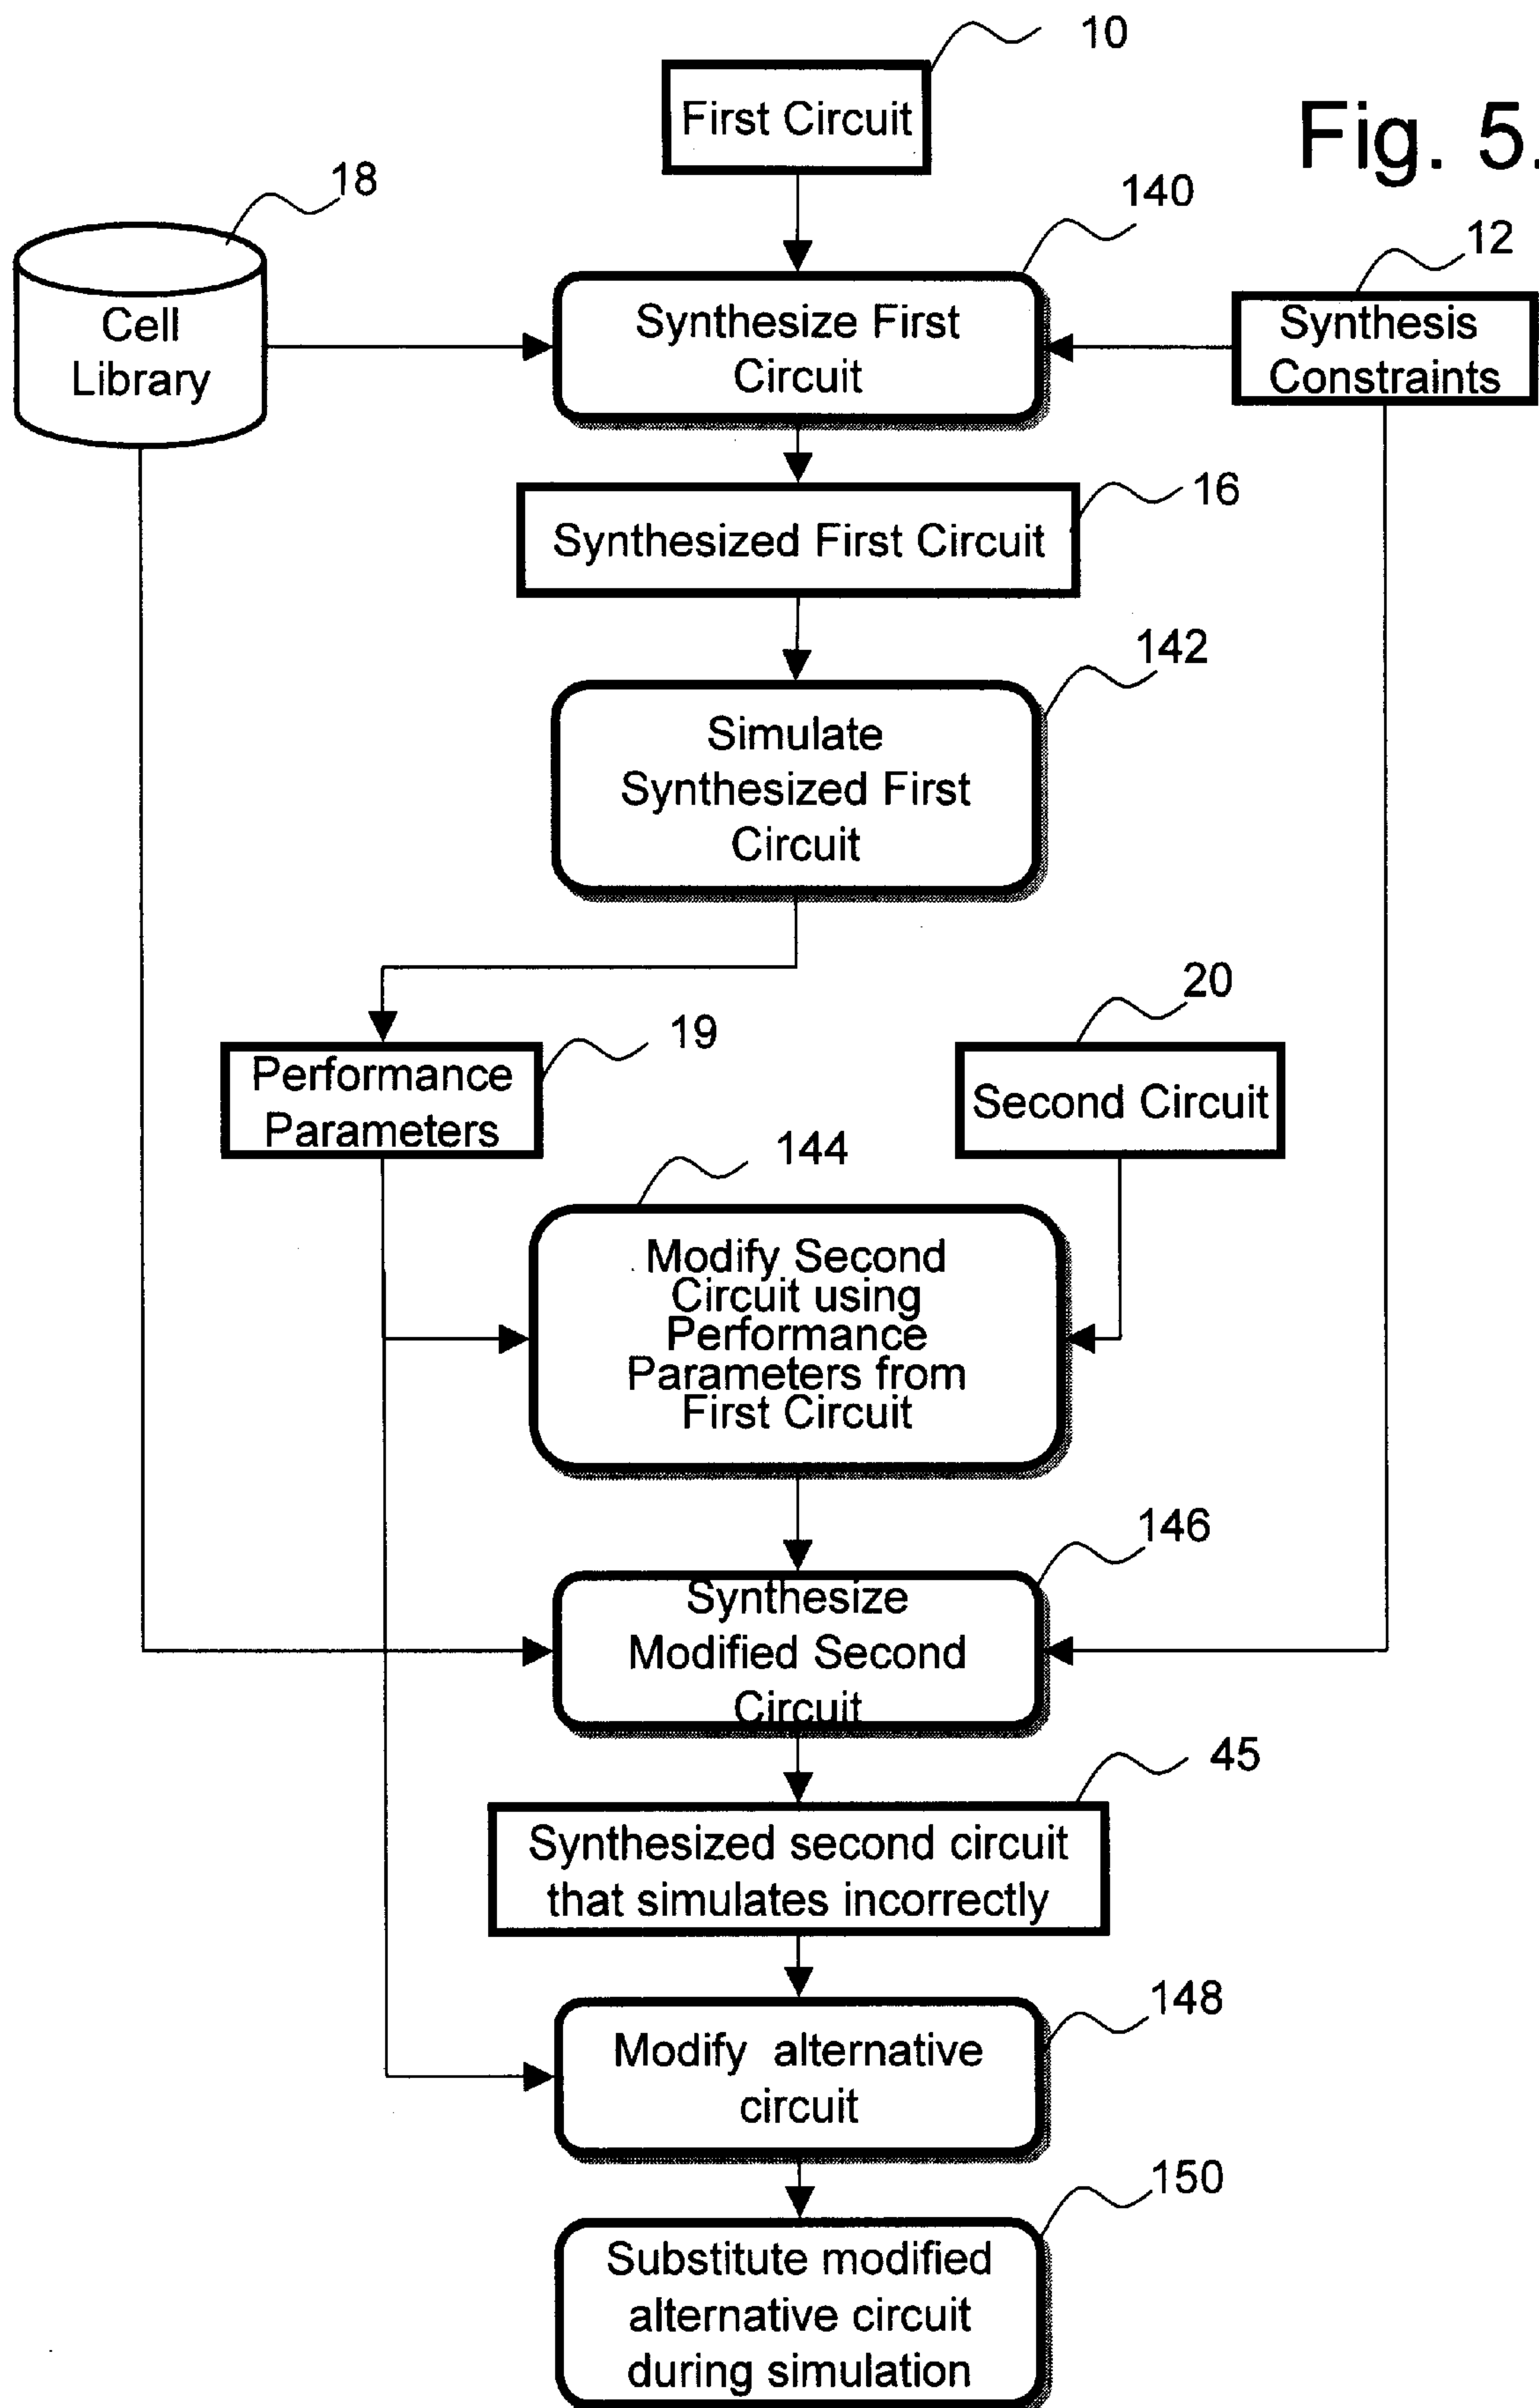 10
First Circuit
Fig. 5.
18
140
12
Cell
Library
Synthesize First
Circuit
Synthesis
Constraints
16
Synthesized First Circuit
142
Simulate
Synthesized First
Circuit
20
19
Performance
Parameters
Second Circuit
144
Modify Second
Circuit using
Performance
Parameters from
First Circuit
146
Synthesize
Modified Second
Circuit
45
Synthesized second circuit
that simulates incorrectly
148
Modify alternative
circuit
150
Substitute modified
alternative circuit
during simulation